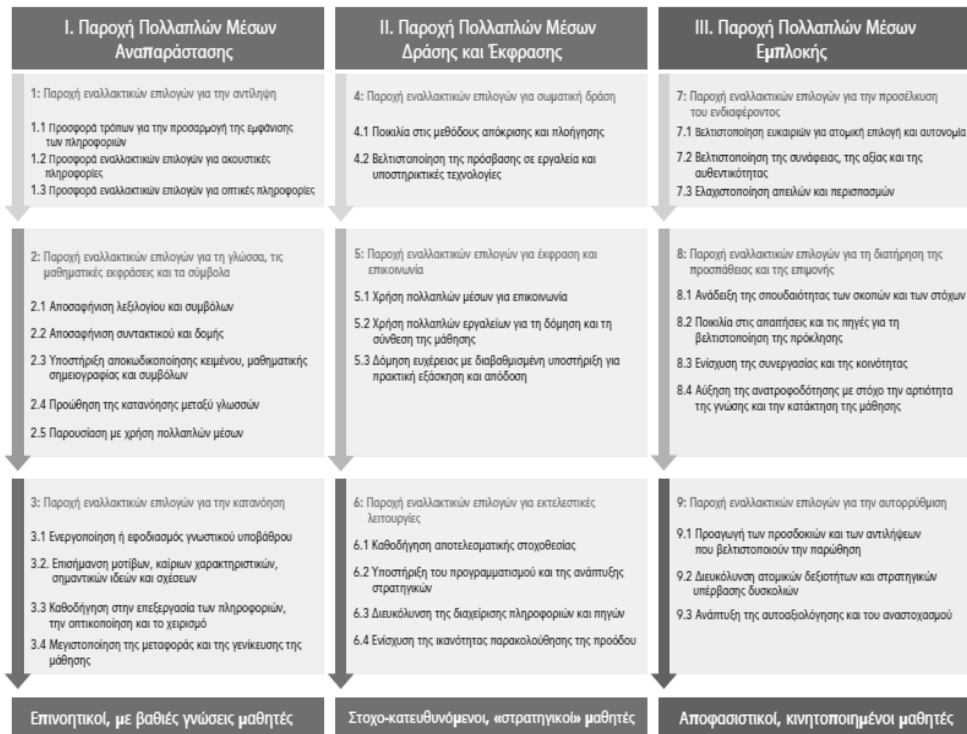 I. Παροχή Πολλαπλών Μέσων
Αναπαράστασης
1: Παροχή εναλλακτικών επιλογών για την αντίληψη
1.1 Προσφορά τρόπων για την προσαρμογή της εμφάνισης
των πληροφοριών
1.2 Προσφορά εναλλακτικών επιλογών για ακουστικές
πληροφορίες
1.3 Προσφορά εναλλακτικών επιλογών για οπτικές πληροφορίες
2: Παροχή εναλλακτικών επιλογών για τη γλώσσα, τις
μαθηματικές εκφράσεις και τα σύμβολα
2.1 Αποσαφήνιση λεξιλογίου και συμβόλων
2.2 Αποσαφήνιση συντακτικού και δομής
2.3 Υποστήριξη αποκωδικοποίησης κειμένου, μαθηματικής
σημειογραφίας και συμβόλων
2.4 Προώθηση της κατανόησης μεταξύ γλωσσών
2.5 Παρουσίαση με χρήση πολλαπλών μέσων
3: Παροχή εναλλακτικών επιλογών για την κατανόηση
3.1 Ενεργοποίηση ή εφοδιασμός γνωστικού υποβάθρου
3.2. Επισήμανση μοτίβων, καίριων χαρακτηριστικών,
σημαντικών ιδεών και σχέσεων
3.3 Καθοδήγηση στην επεξεργασία των πληροφοριών,
την οπτικοποίηση και το χειρισμό
3.4 Μεγιστοποίηση της μεταφοράς και της γενίκευσης της
μάθησης
Επινοητικοί, με βαθιές γνώσεις μαθητές
II. Παροχή Πολλαπλών Μέσων
Δράσης και Έκφρασης
4: Παροχή εναλλακτικών επιλογών για σωματική δράση
4.1 Ποικιλία στις μεθόδους απόκρισης και πλοήγησης
4.2 Βελτιστοποίηση της πρόσβασης σε εργαλεία και
υποστηρικτικές τεχνολογίες
5: Παροχή εναλλακτικών επιλογών για έκφραση και
επικοινωνία
5.1 Χρήση πολλαπλών μέσων για επικοινωνία
5.2 Χρήση πολλαπλών εργαλείων για τη δόμηση και τη
σύνθεση της μάθησης
5.3 Δόμηση ευχέρειας με διαβαθμισμένη υποστήριξη για
πρακτική εξάσκηση και απόδοση
6: Παροχή εναλλακτικών επιλογών για εκτελεστικές
λειτουργίες
6.1 Καθοδήγηση αποτελεσματικής στοχοθεσίας
6.2 Υποστήριξη του προγραμματισμού και της ανάπτυξης
στρατηγικών
6.3 Διευκόλυνση της διαχείρισης πληροφοριών και πηγών
6.4 Ενίσχυση της ικανότητας παρακολούθησης της προόδου
Στοχο-κατευθυνόμενοι, «στρατηγικοί» μαθητές
III. Παροχή Πολλαπλών Μέσων
Εμπλοκής
7: Παροχή εναλλακτικών επιλογών για την προσέλκυση
του ενδιαφέροντος
7.1 Βελτιστοποίηση ευκαιριών για ατομική επιλογή και αυτονομία
7.2 Βελτιστοποίηση της συνάφειας, της αξίας και της
αυθεντικότητας
7.3 Ελαχιστοποίηση απειλών και περισπασμών
8: Παροχή εναλλακτικών επιλογών για τη διατήρηση της
προσπάθειας και της επιμονής
8.1 Ανάδειξη της σπουδαιότητας των σκοπών και των στόχων
8.2 Ποικιλία στις απαιτήσεις και τις πηγές για τη
βελτιστοποίηση της πρόκλησης
8.3 Ενίσχυση της συνεργασίας και της κοινότητας
8.4 Αύξηση της ανατροφοδότησης με στόχο την αρτιότητα
της γνώσης και την κατάκτηση της μάθησης
9: Παροχή εναλλακτικών επιλογών για την αυτορρύθμιση
9.1 Προαγωγή των προσδοκιών και των αντιλήψεων
που βελτιστοποιούν την παρώθηση
9.2 Διευκόλυνση ατομικών δεξιοτήτων και στρατηγικών
υπέρβασης δυσκολιών
9.3 Ανάπτυξη της αυτοαξιολόγησης και του αναστοχασμού
Αποφασιστικοί, κινητοποιημένοι μαθητές